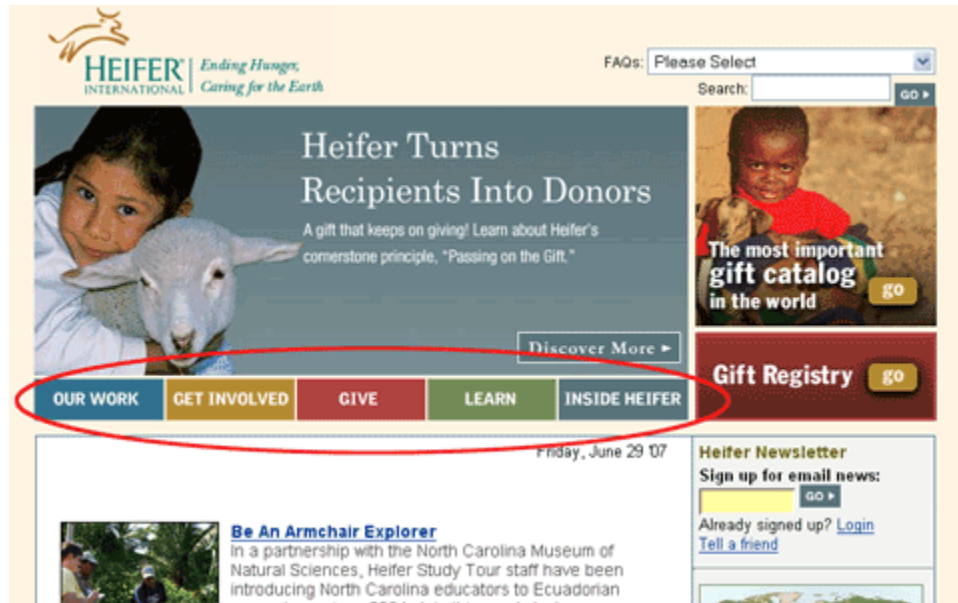 HEIFER®
INTERNATIONAL
Ending Hunger,
Caring for the Earth
FAQs: Please Select
Search:
GO
Heifer Turns
Recipients Into Donors
A gift that keeps on giving! Learn about Heifer's
cornerstone principle, "Passing on the Gift."
Discover More
The most important
gift catalog
in the world
go
Gift Registry
go
OUR WORK
GET INVOLVED
GIVE
LEARN
INSIDE HEIFER
Friday, June 29 '07
Be An Armchair Explorer
In a partnership with the North Carolina Museum of
Natural Sciences, Heifer Study Tour staff have been
introducing North Carolina educators to Ecuadorian
Heifer Newsletter
Sign up for email news:
GO
Already signed up? Login
Tell a friend